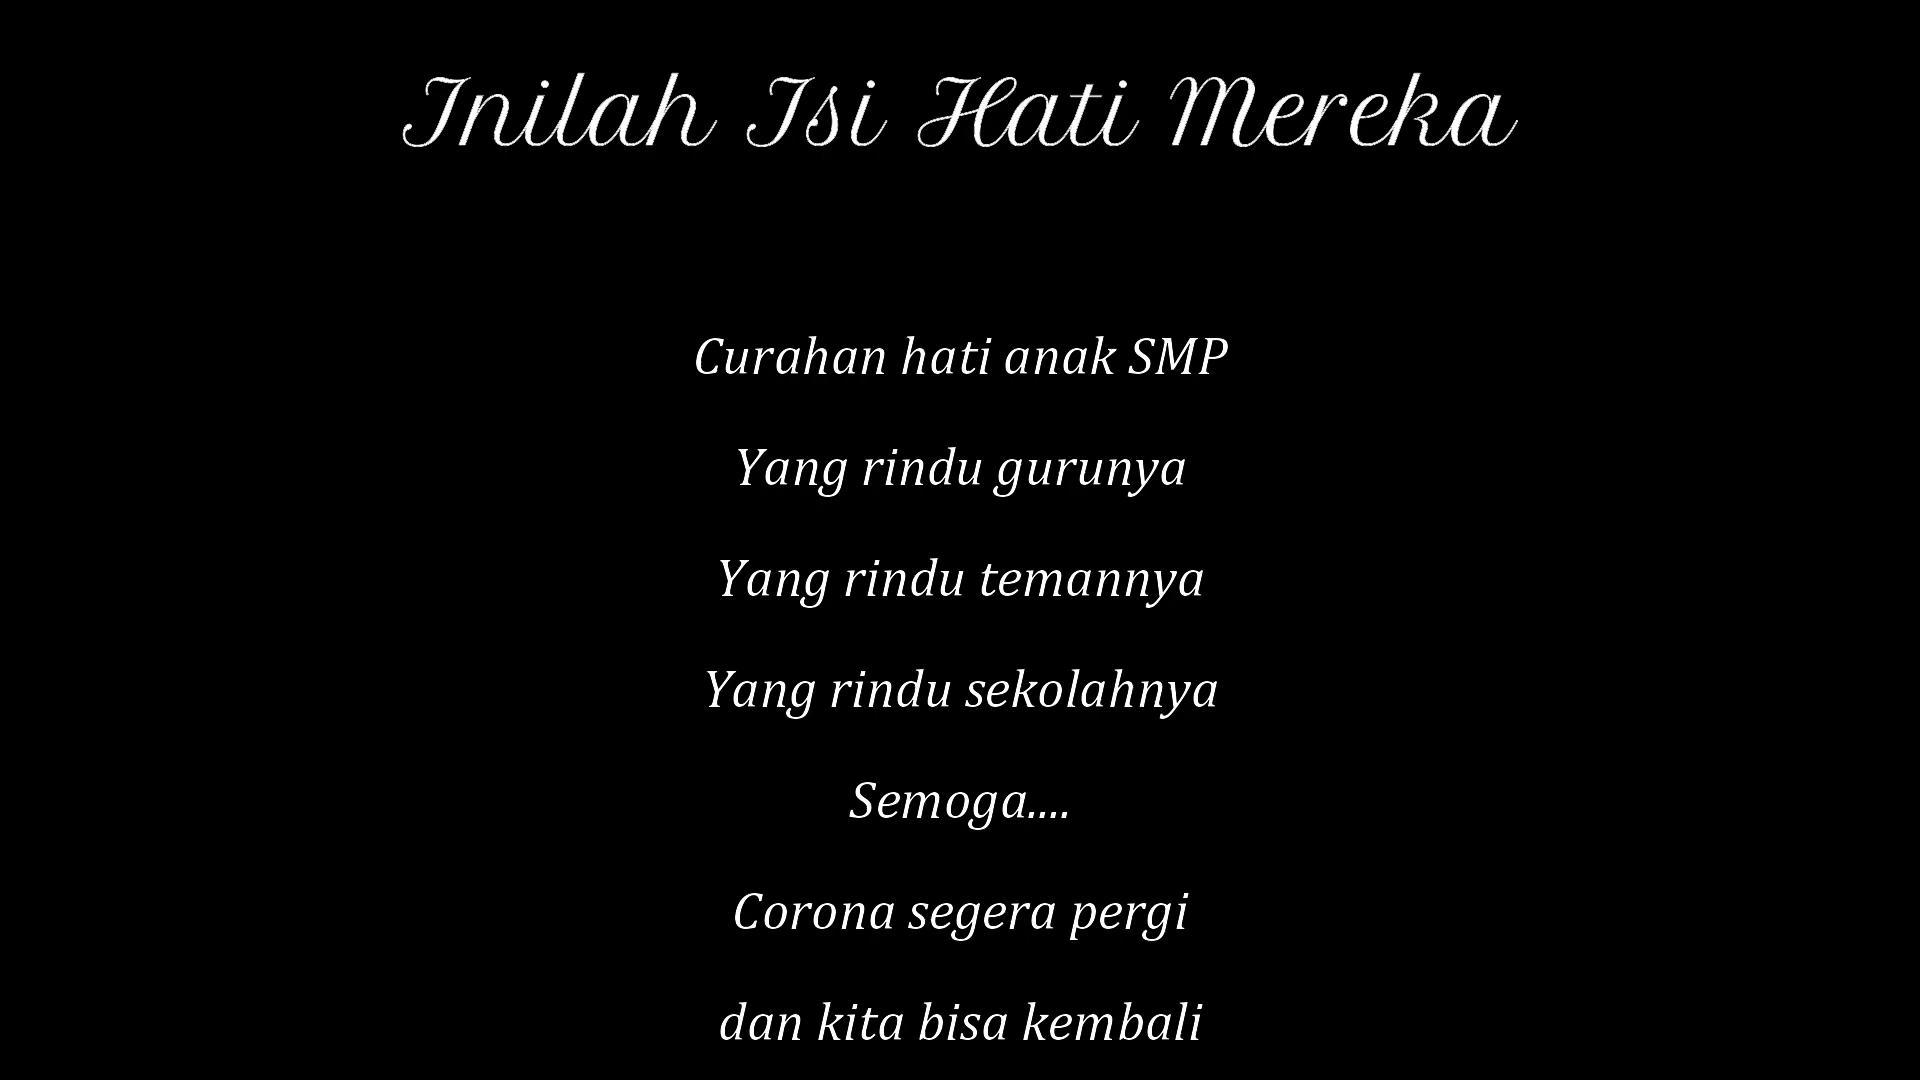 Inilah Isi Hati Mereka
Curahan hati anak SMP
Yang rindu gurunya
Yang rindu temannya
Yang rindu sekolahnya
Semoga....
Corona segera pergi
dan kita bisa kembali